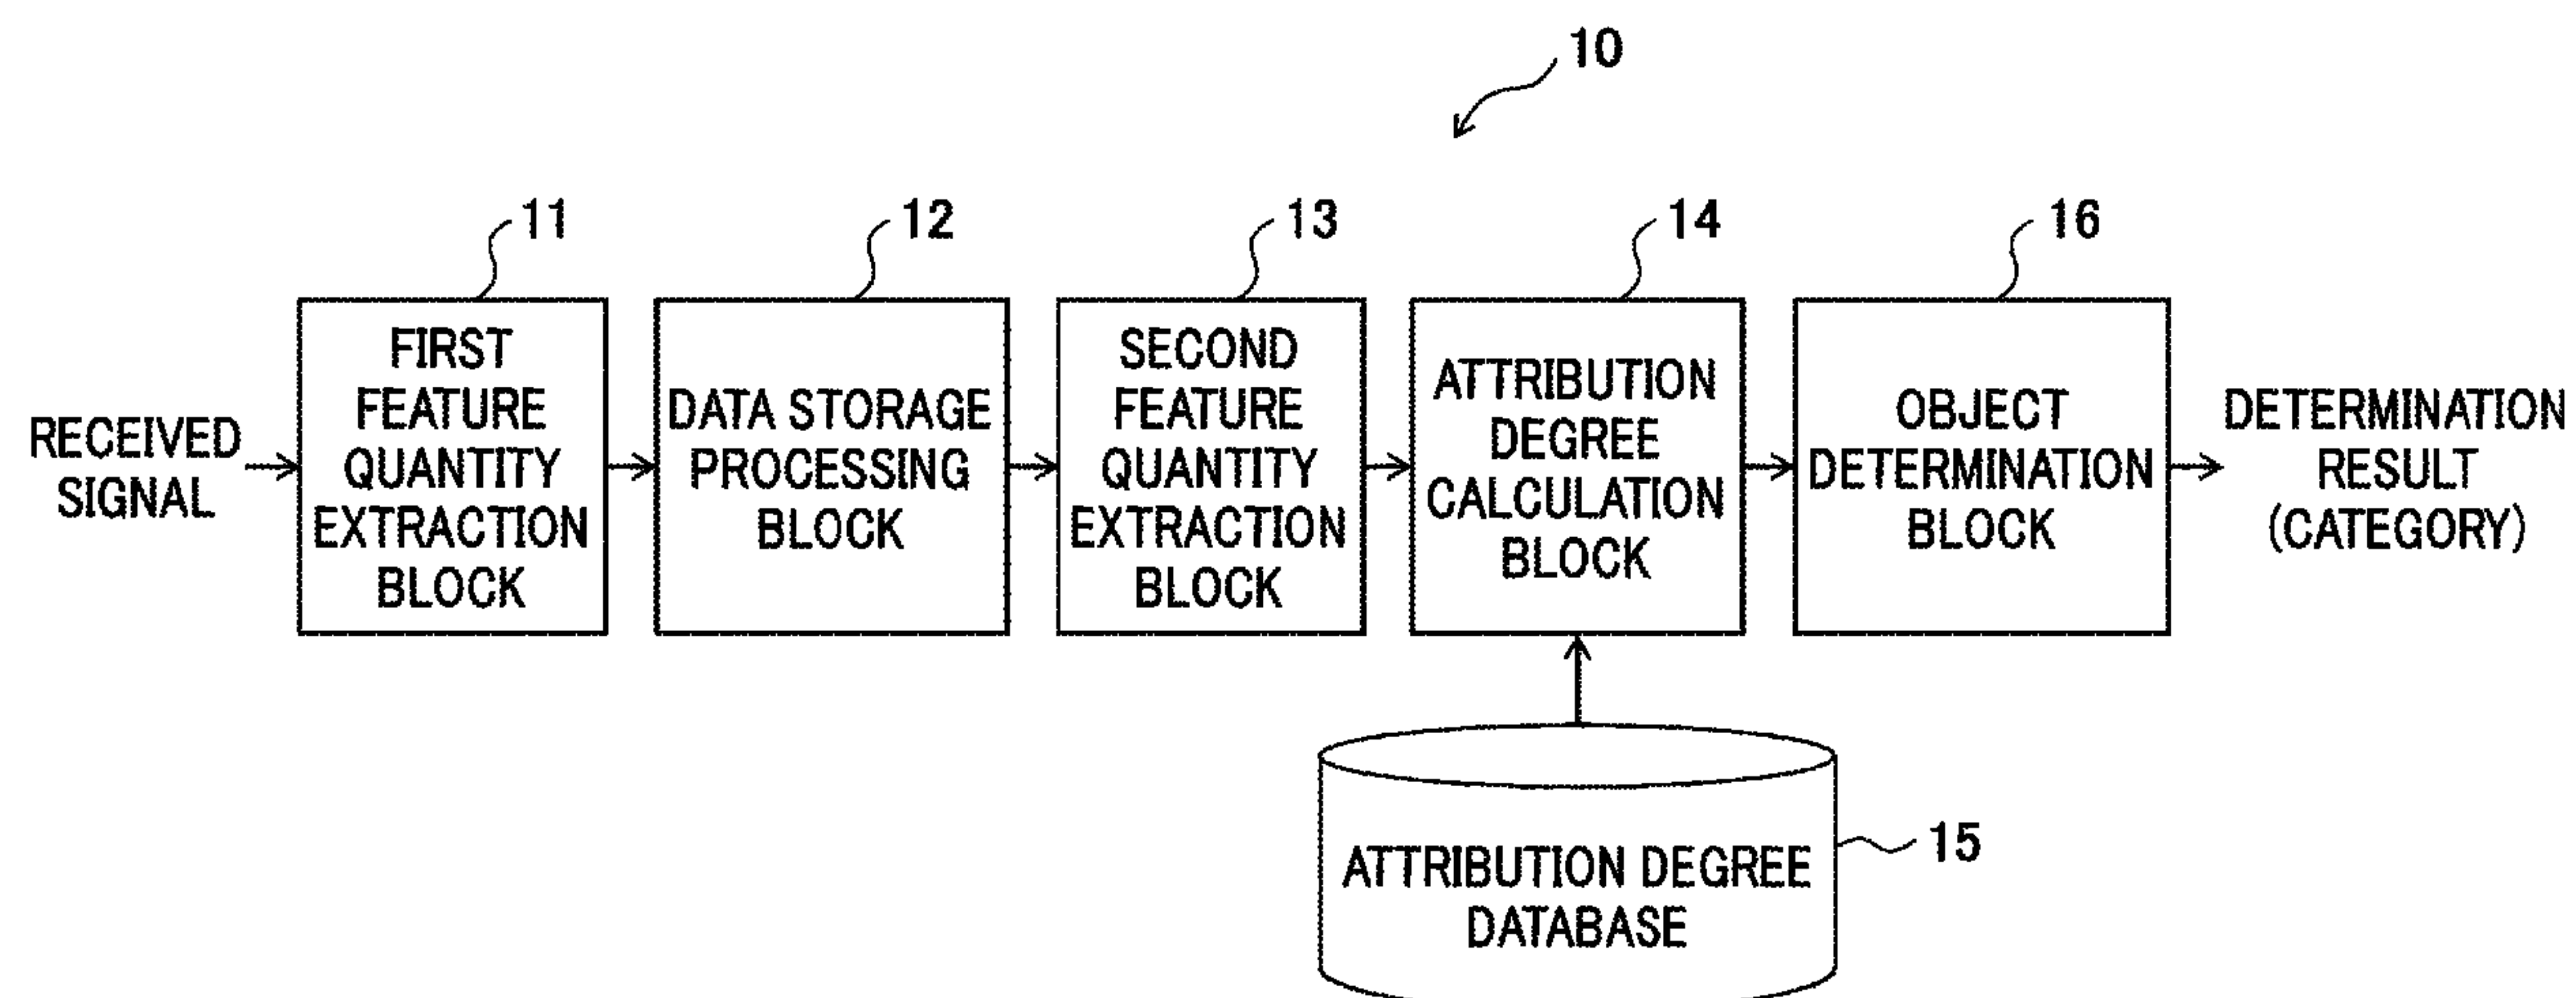 10
11
12
13
14
16
RECEIVED
SIGNAL
FIRST
FEATURE
QUANTITY
EXTRACTION
BLOCK
DATA STORAGE
PROCESSING
BLOCK
SECOND
FEATURE
QUANTITY
EXTRACTION
BLOCK
ATTRIBUTION
DEGREE
CALCULATION
BLOCK
OBJECT
DETERMINATION
BLOCK
DETERMINATION
RESULT
(CATEGORY)
ATTRIBUTION DEGREE
DATABASE
15